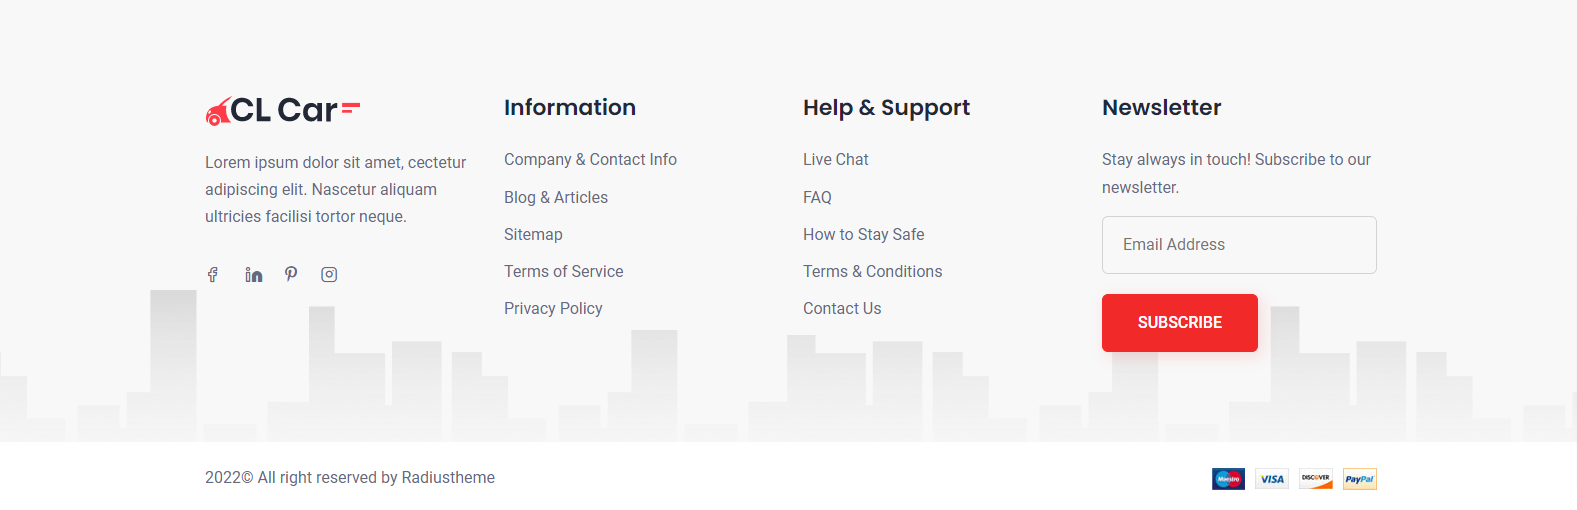 CL Car
Lorem ipsum dolor sit amet, cectetur
adipiscing elit. Nascetur aliquam
ultricies facilisi tortor neque.
Information
Company & Contact Info
Blog & Articles
Sitemap
Terms of Service
Privacy Policy
Help & Support
Live Chat
FAQ
How to Stay Safe
Terms & Conditions
Contact Us
Newsletter
Stay always in touch! Subscribe to our
newsletter.
Email Address
SUBSCRIBE
2022© All right reserved by Radiustheme
Maestro
VISA
DISCOVER
PayPal